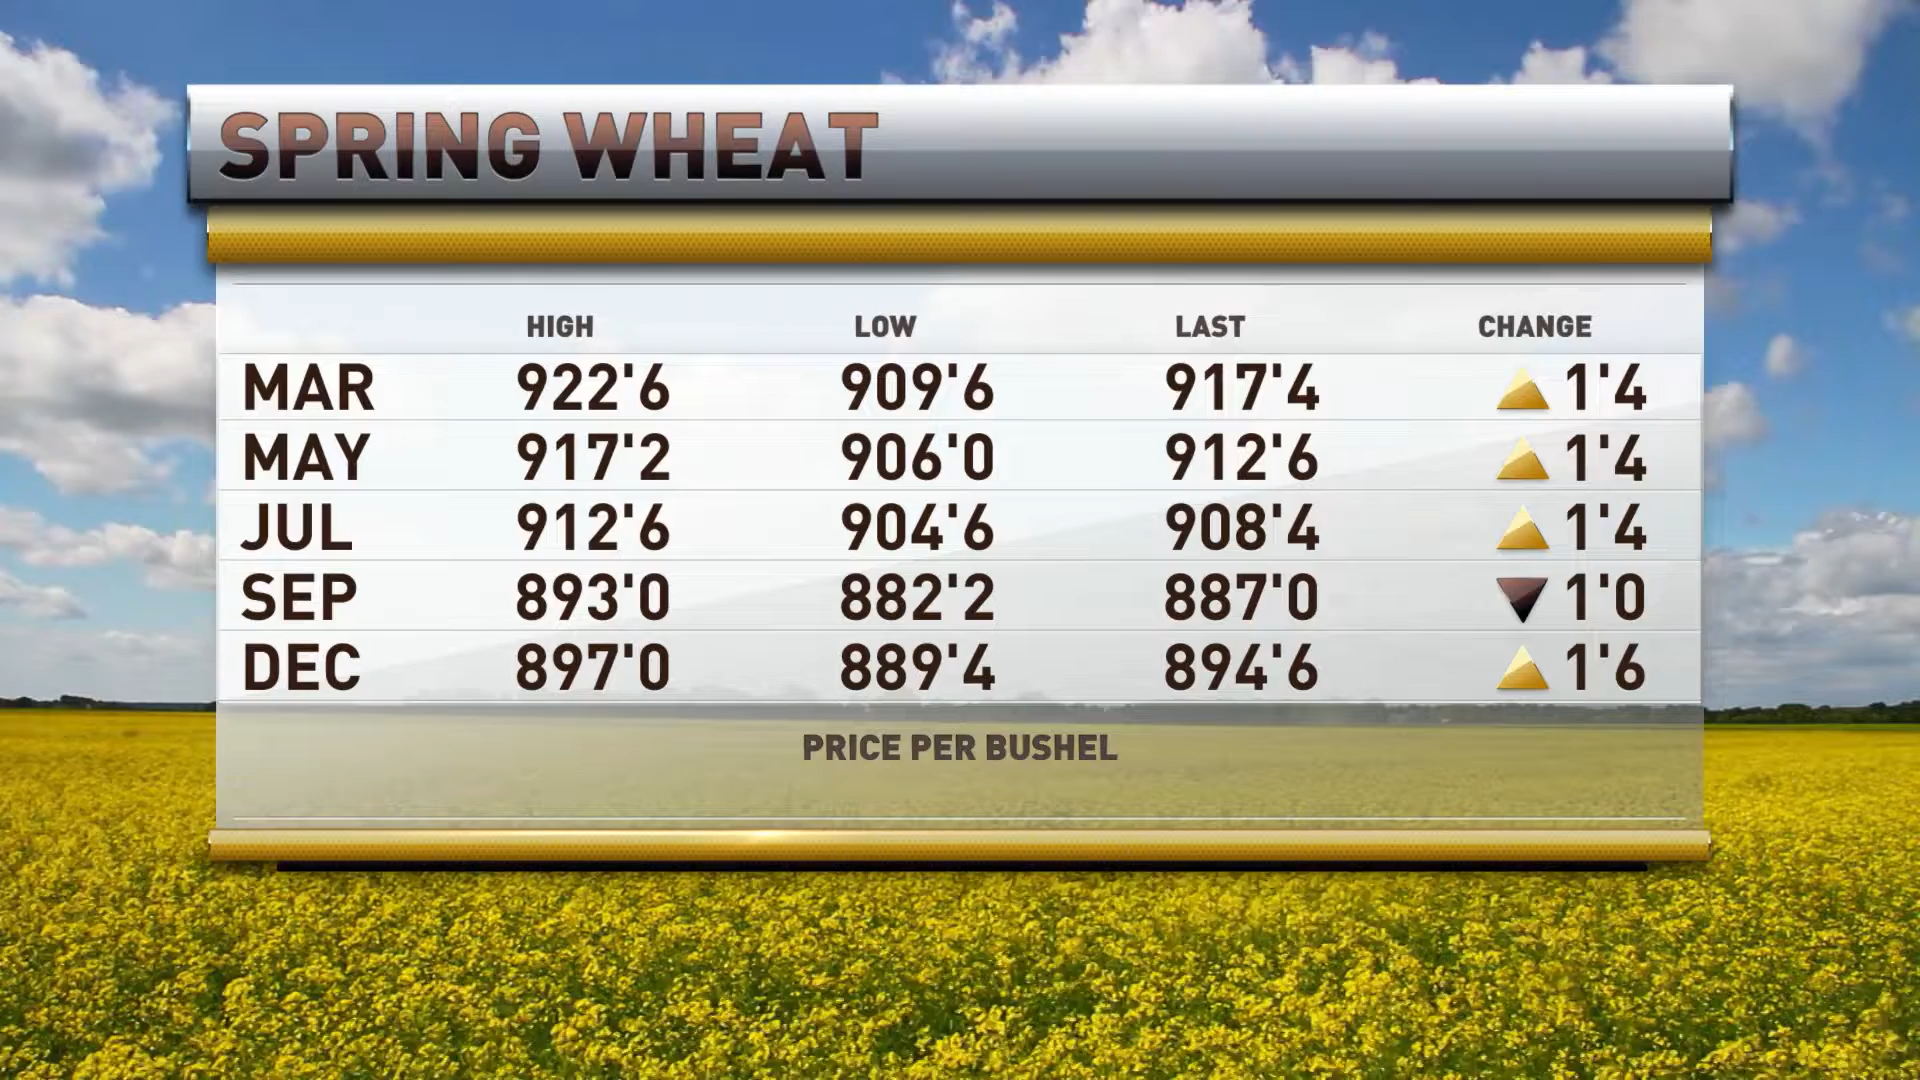 SPRING WHEAT
HIGH LOW LAST CHANGE
MAR 922'6 909'6 917'4 1'4
MAY 917'2 906'0 912'6 1'4
JUL 912'6 904'6 908'4 1'4
SEP 893'0 882'2 887'0 1'0
DEC 897'0 889'4 894'6 1'6
PRICE PER BUSHEL